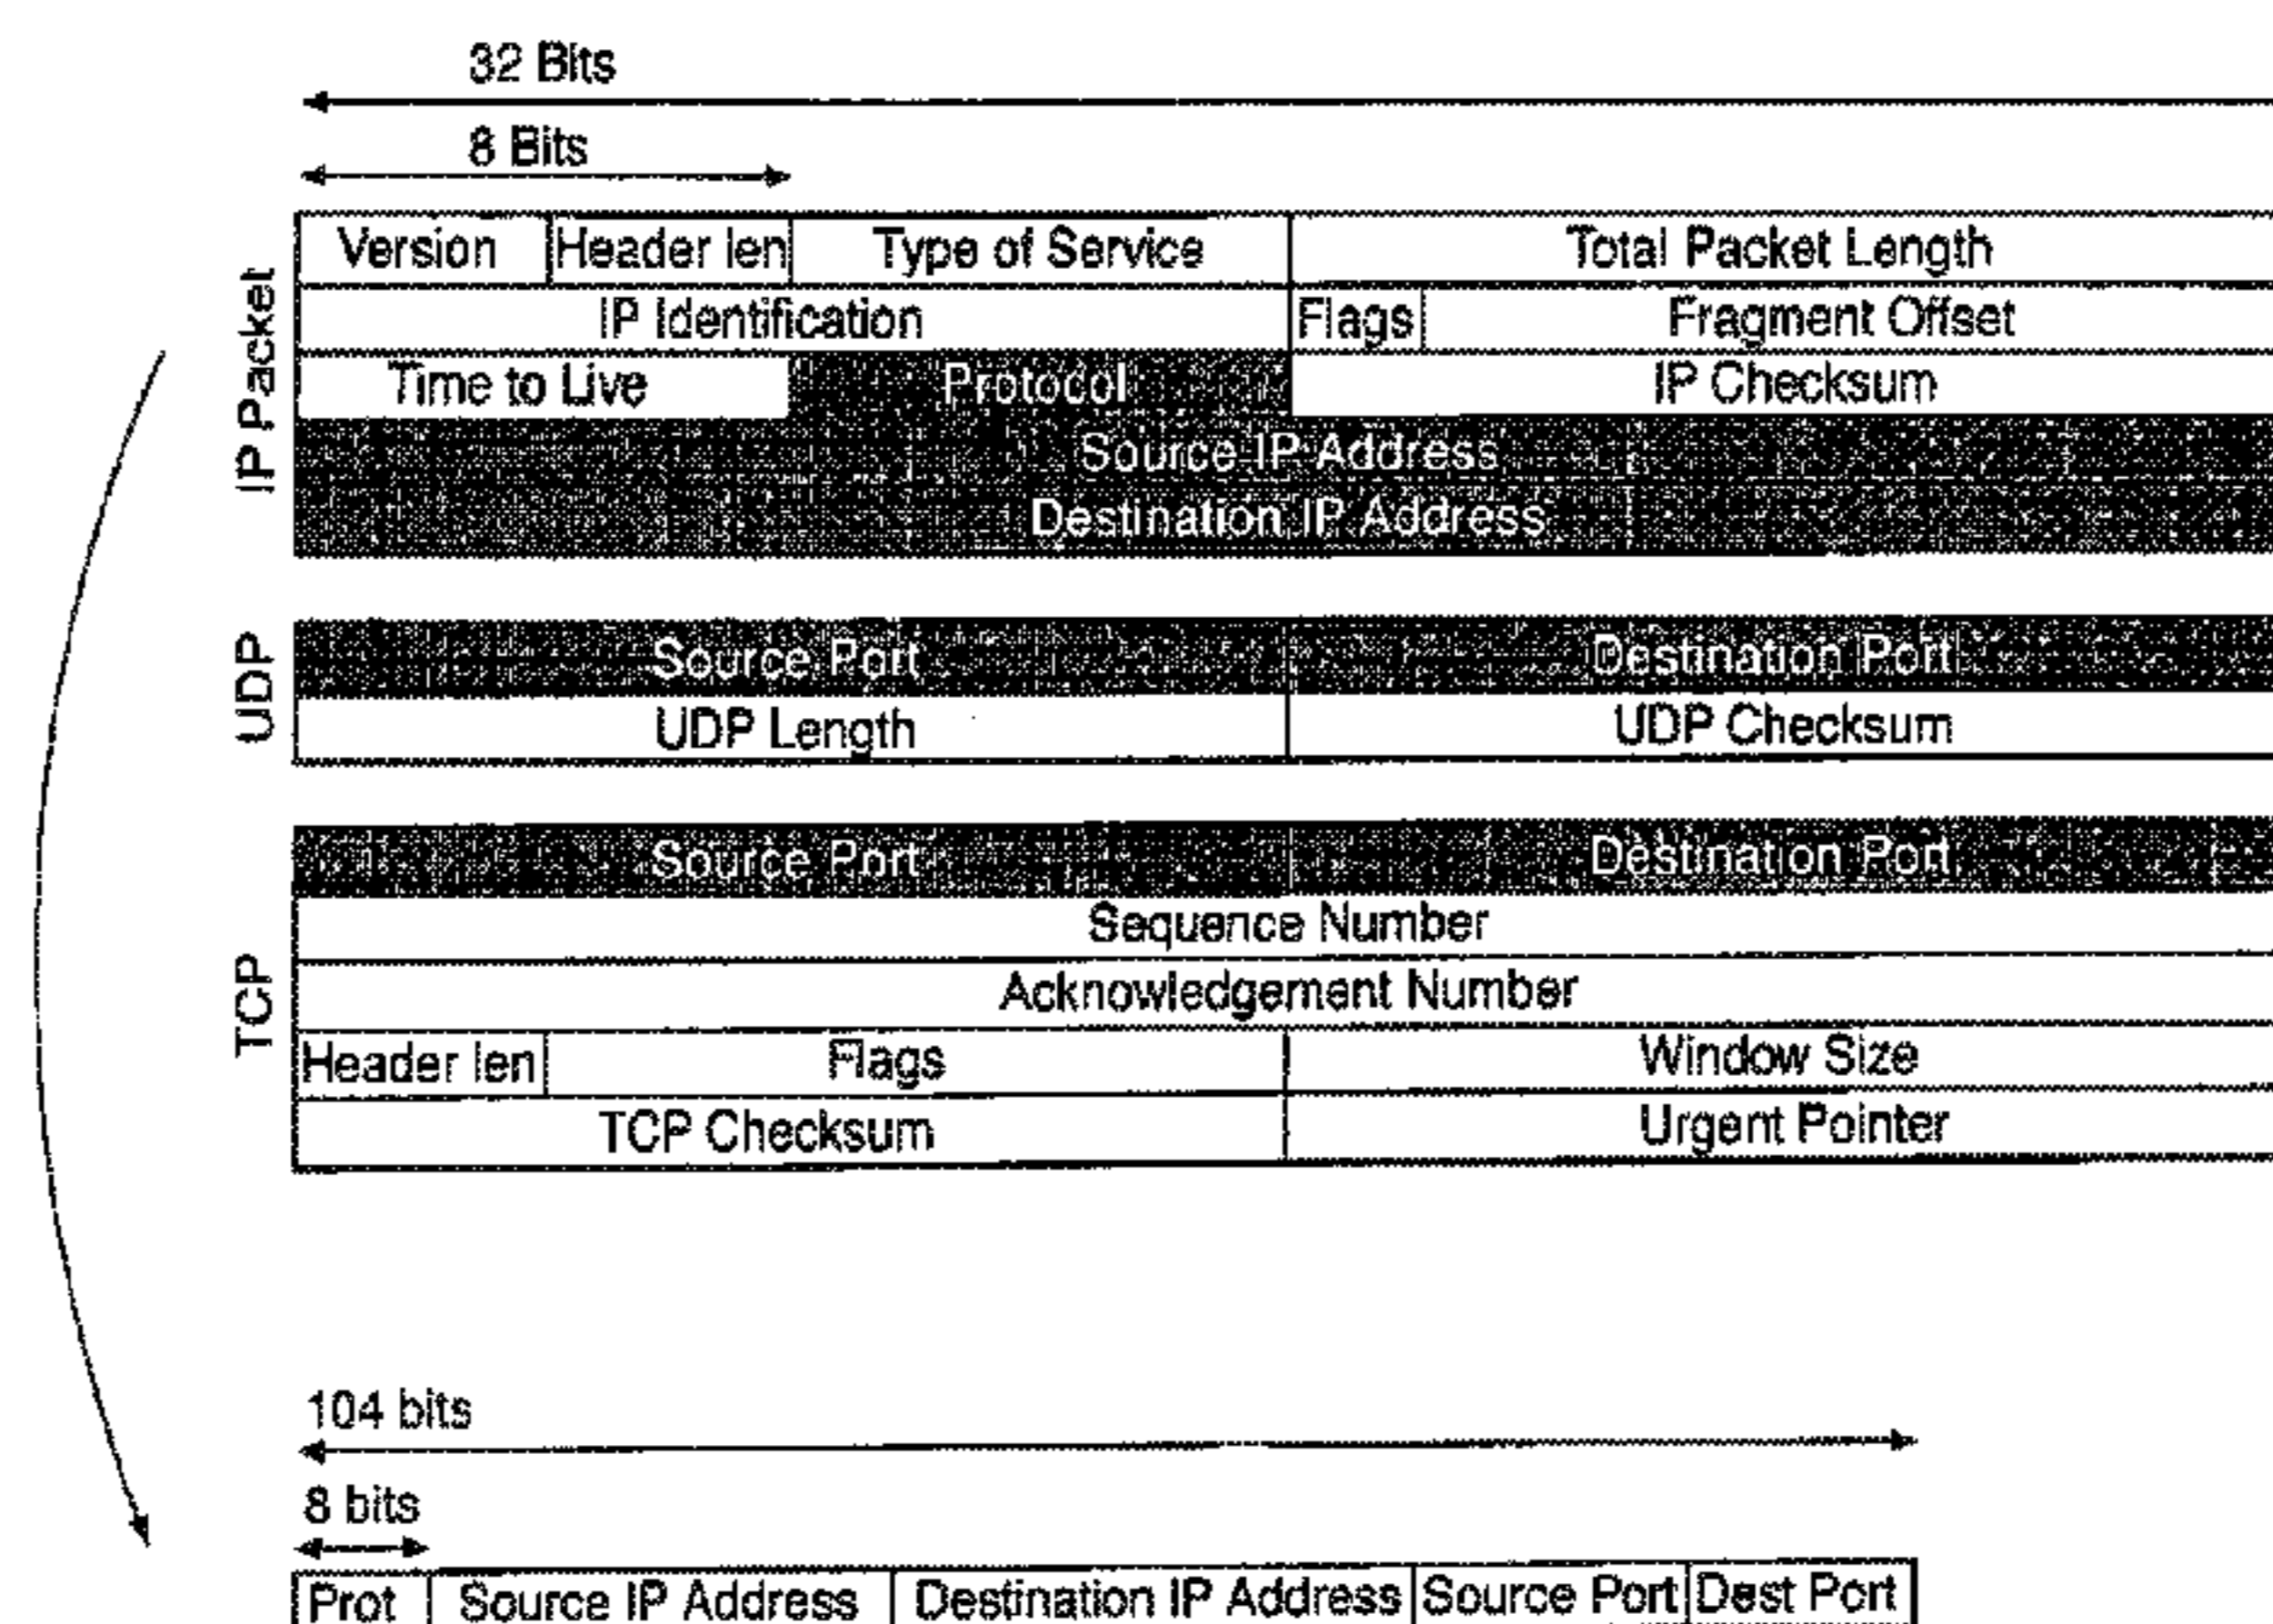 32 Bits
8 Bits
IP Packet
Version Header len Type of Service Total Packet Length
IP Identification Flags Fragment Offset
Time to Live Protocol IP Checksum
Source IP Address
Destination IP Address
UDP
Source Port Destination Port
UDP Length UDP Checksum
TCP
Source Port Destination Port
Sequence Number
Acknowledgement Number
Header len Flags Window Size
TCP Checksum Urgent Pointer
104 bits
8 bits
Prot Source IP Address Destination IP Address Source Port Dest Port